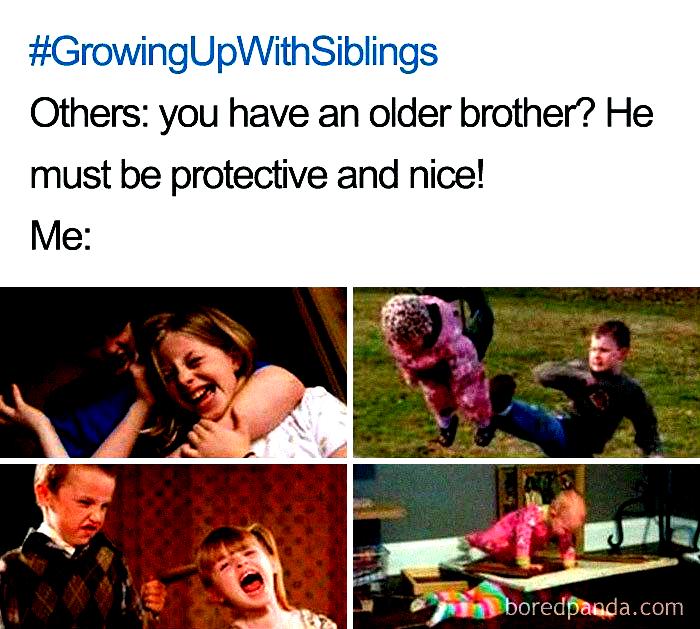 #GrowingUpWithSiblings
Others: you have an older brother? He
must be protective and nice!
Me:
boredpanda.com